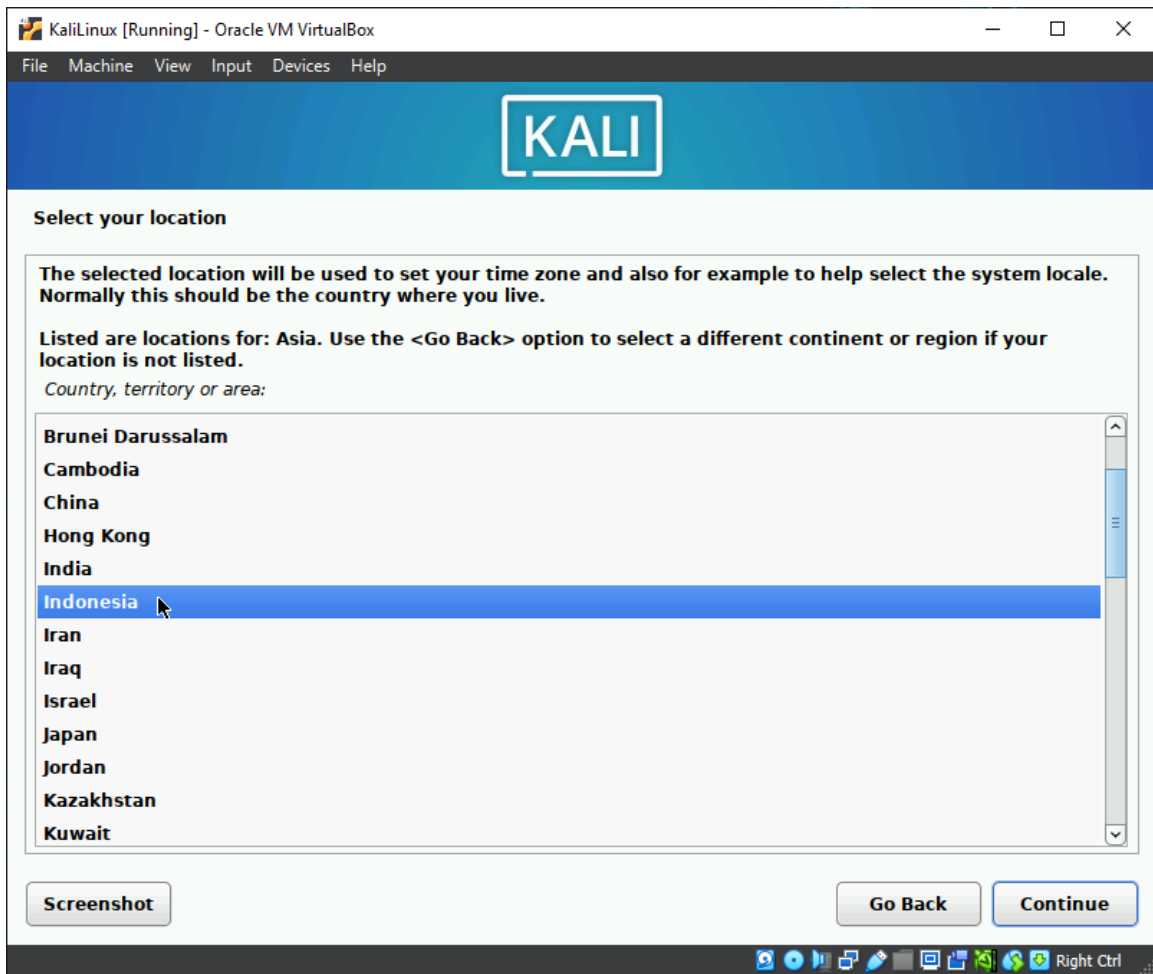 KaliLinux [Running] - Oracle VM VirtualBox
File Machine View Input Devices Help
KALI
Select your location
The selected location will be used to set your time zone and also for example to help select the system locale.
Normally this should be the country where you live.
Listed are locations for: Asia. Use the <Go Back> option to select a different continent or region if your
location is not listed.
Country, territory or area:
Brunei Darussalam
Cambodia
China
Hong Kong
India
Indonesia
Iran
Iraq
Israel
Japan
Jordan
Kazakhstan
Kuwait
Screenshot Go Back Continue
Right Ctrl